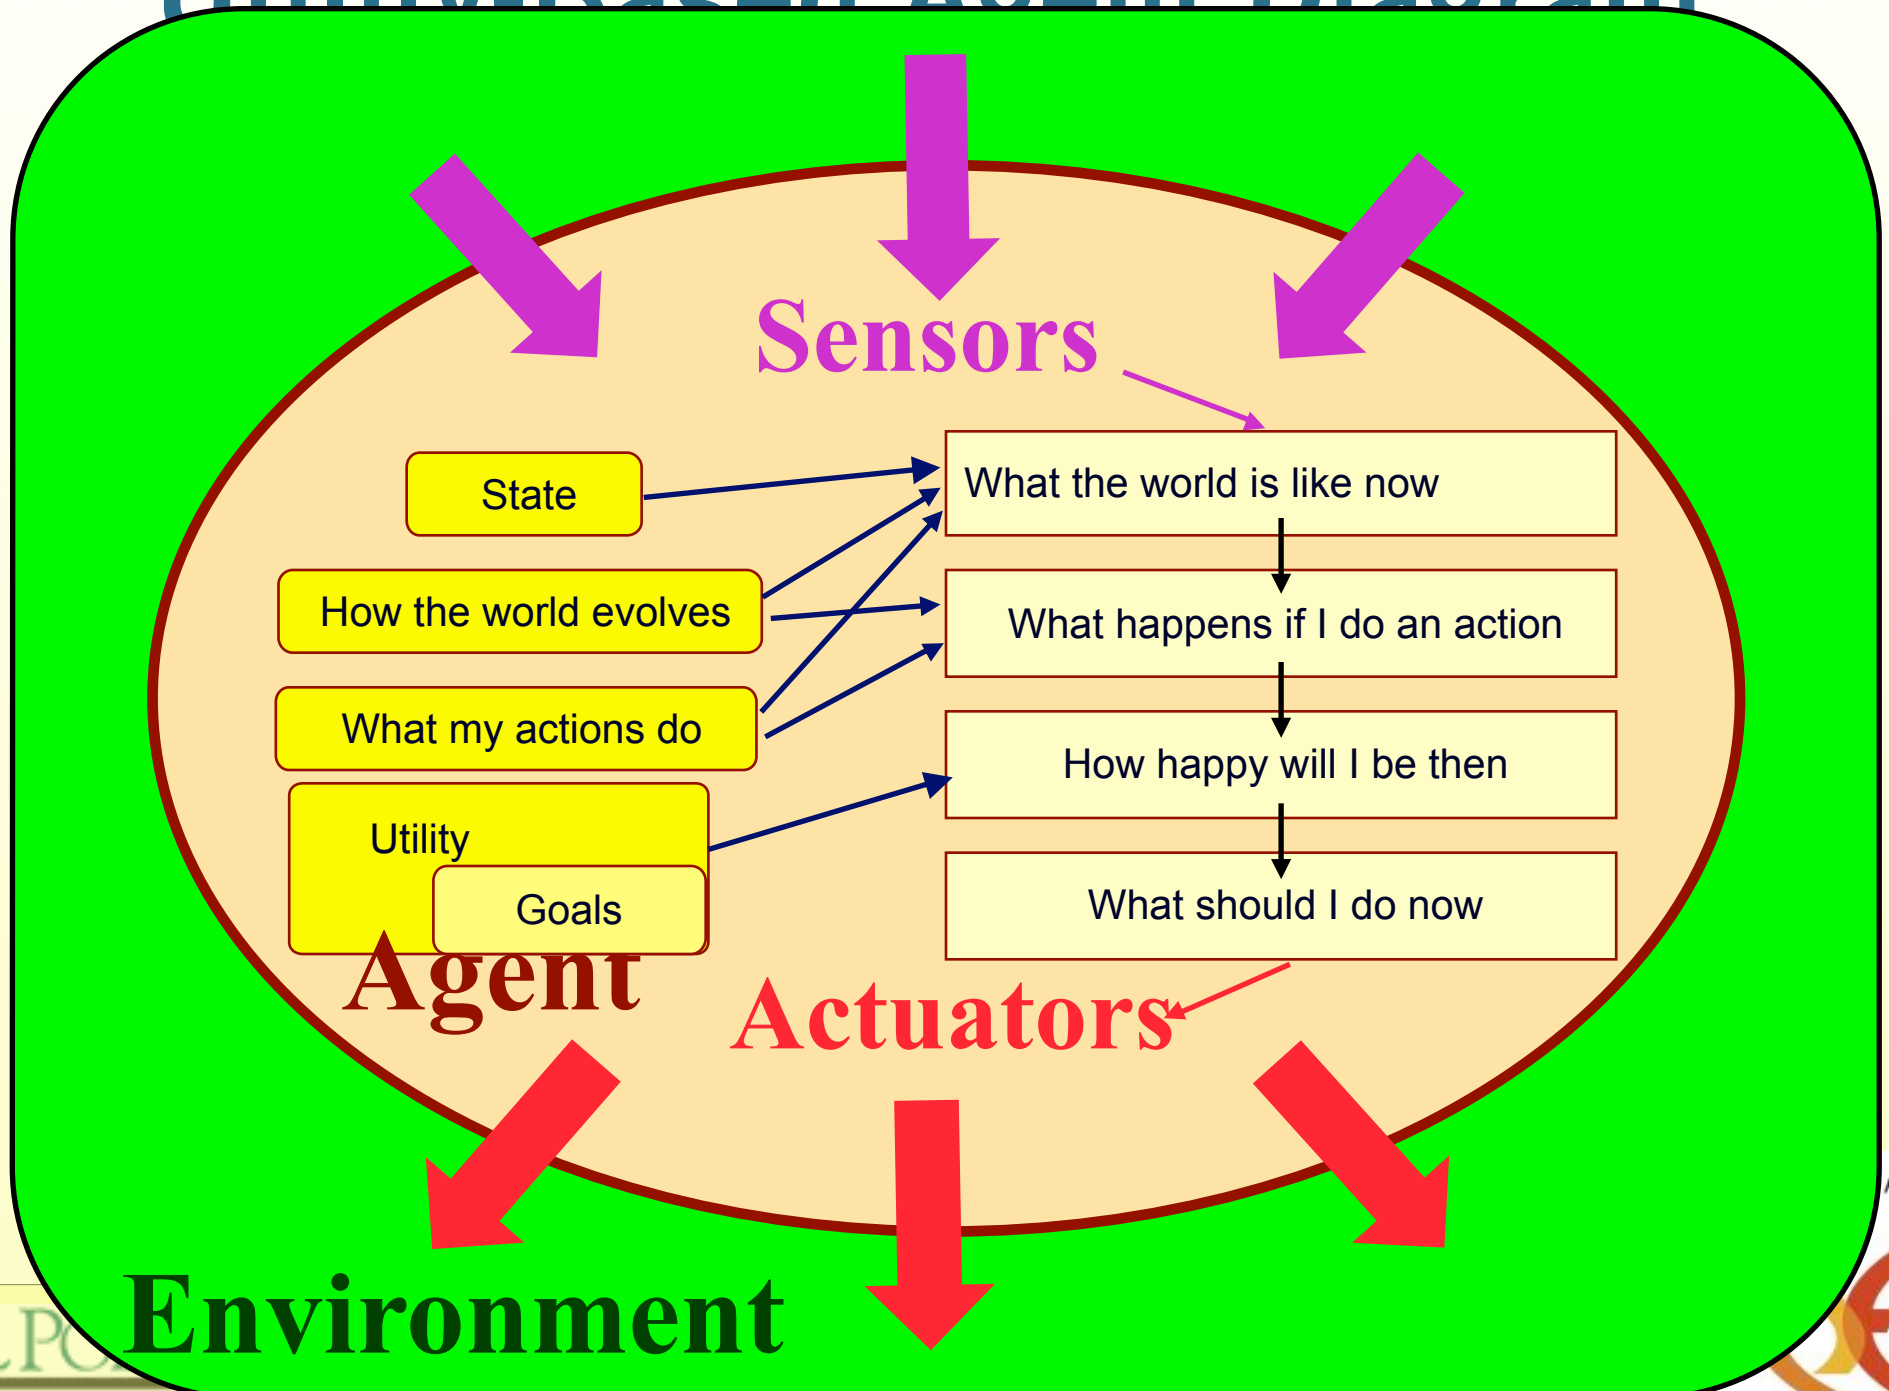 Sensors
State
What the world is like now
How the world evolves
What happens if I do an action
What my actions do
How happy will I be then
Utility
Goals
What should I do now
Agent
Actuators
Environment